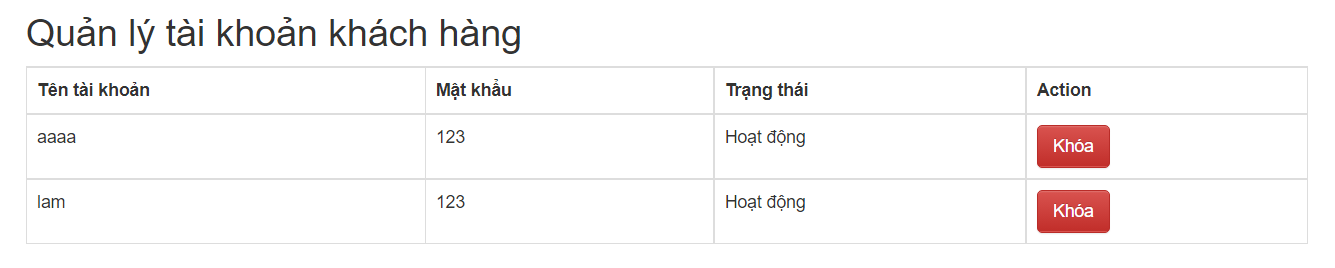 Quản lý tài khoản khách hàng
Tên tài khoản Mật khẩu Trạng thái Action
aaaa 123 Hoạt động Khóa
lam 123 Hoạt động Khóa